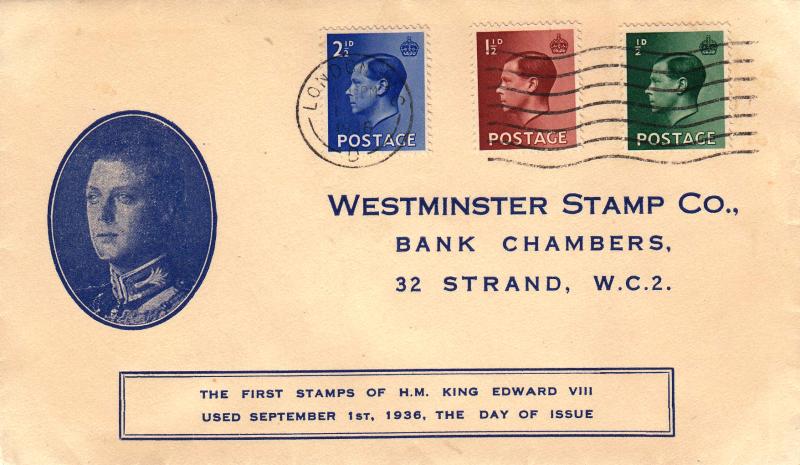 2½D
POSTAGE
1½D
POSTAGE
½D
POSTAGE
LONDON
WESTMINSTER STAMP CO.,
BANK CHAMBERS,
32 STRAND, W.C.2.
THE FIRST STAMPS OF H.M. KING EDWARD VIII
USED SEPTEMBER 1ST, 1936, THE DAY OF ISSUE